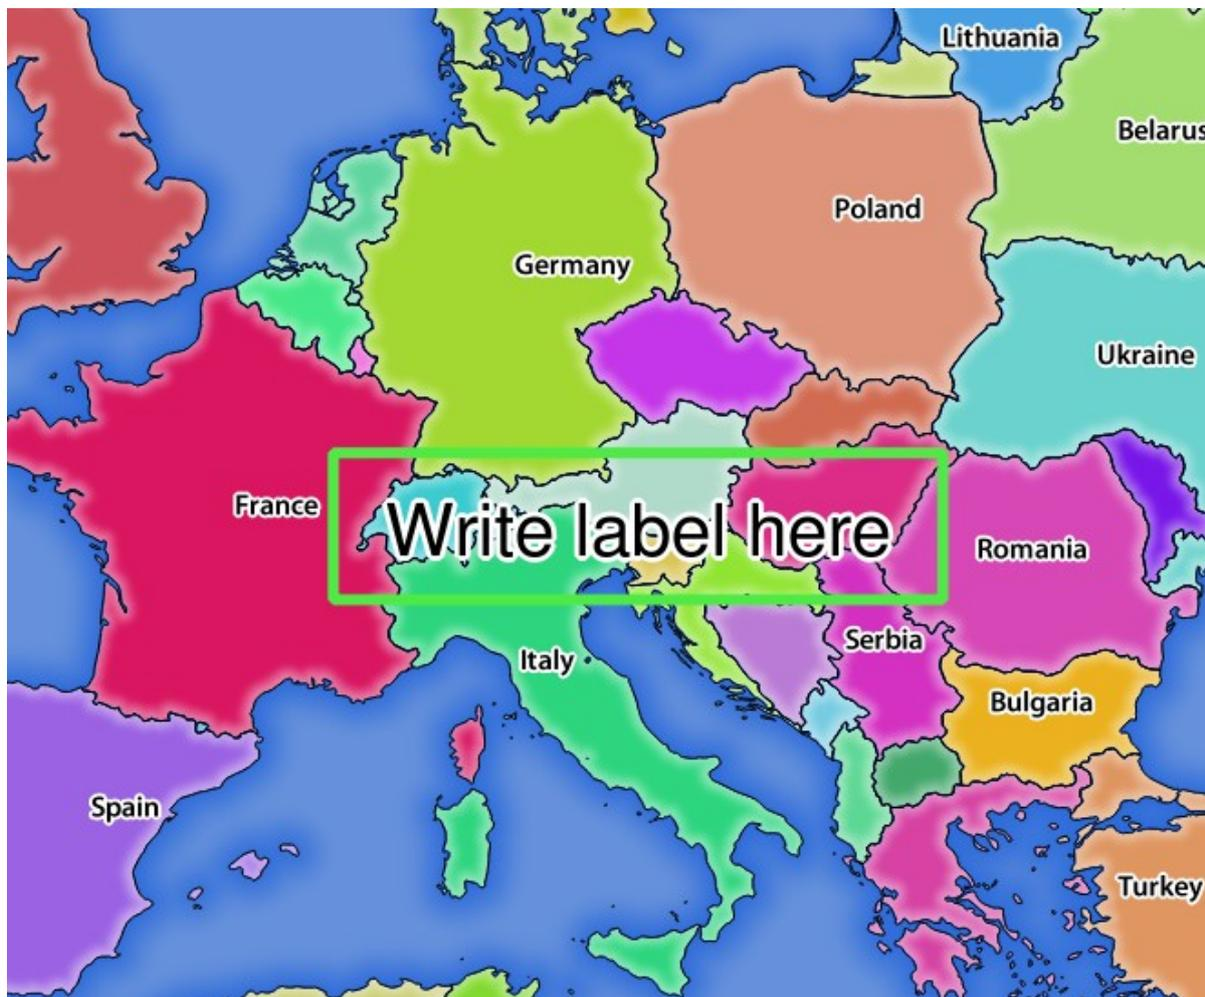 Lithuania
Belarus
Poland
Germany
Ukraine
France
Write label here
Romania
Serbia
Italy
Bulgaria
Spain
Turkey